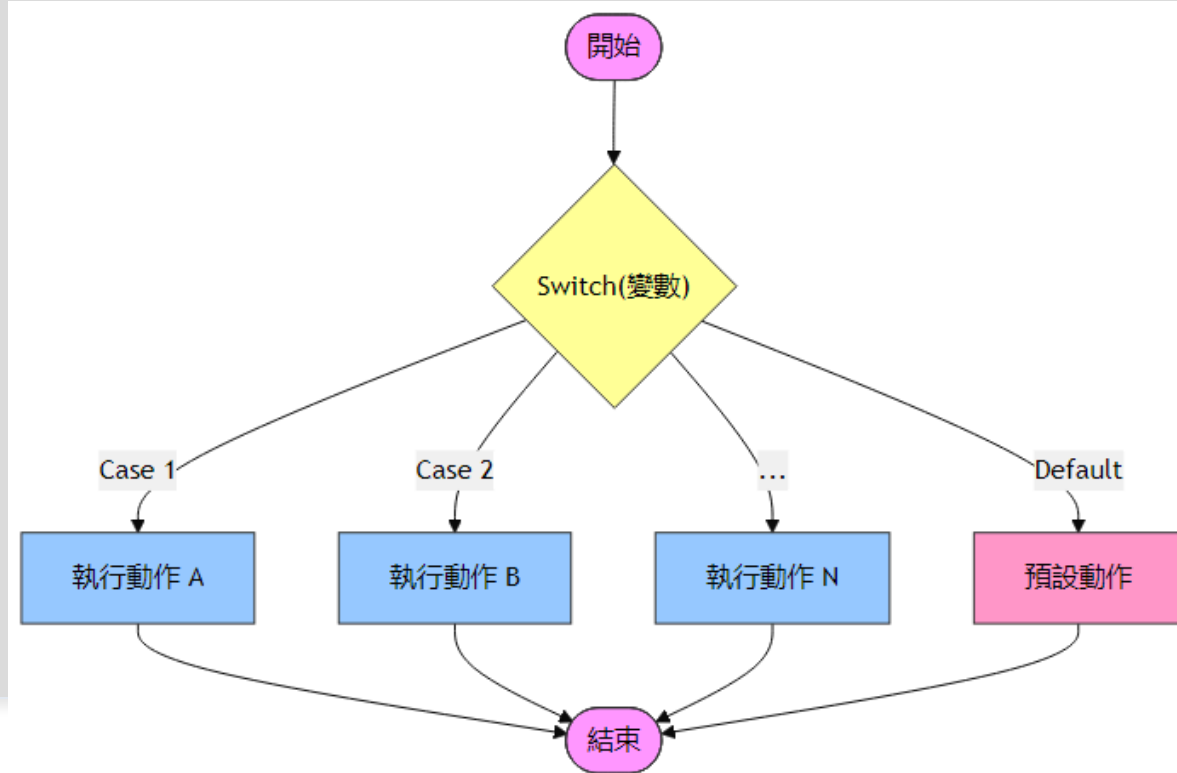 開始
Switch(變數)
Case 1
Case 2
...
Default
執行動作 A
執行動作 B
執行動作 N
預設動作
結束